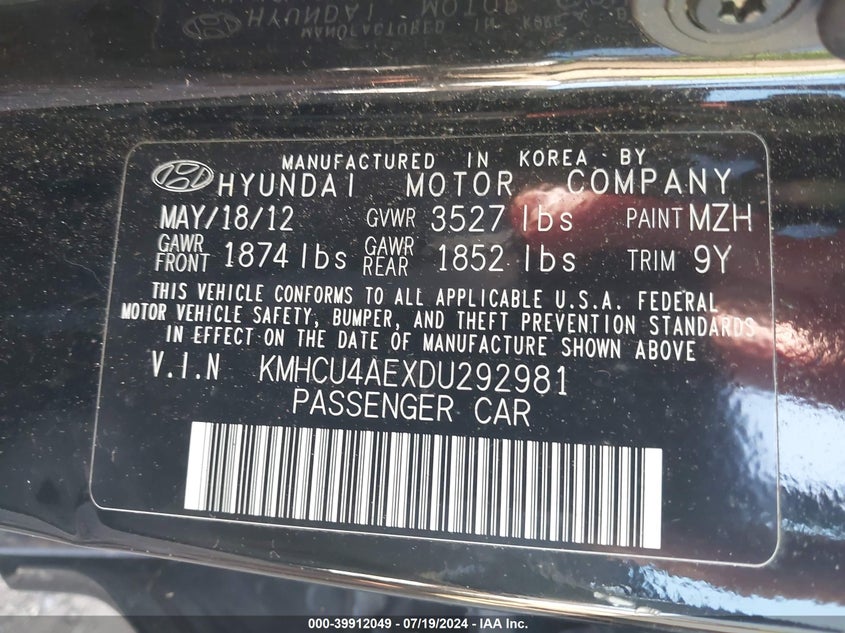 MANUFACTURED IN KOREA BY
HYUNDAI MOTOR COMPANY
MAY/18/12 GVWR 3527 lbs PAINT MZH
GAWR FRONT 1874 lbs GAWR REAR 1852 lbs TRIM 9Y
THIS VEHICLE CONFORMS TO ALL APPLICABLE U.S.A. FEDERAL
MOTOR VEHICLE SAFETY, BUMPER, AND THEFT PREVENTION STANDARDS
IN EFFECT ON THE DATE OF MANUFACTURE SHOWN ABOVE
V.I.N KMHCU4AEXDU292981
PASSENGER CAR
000-39912049 - 07/19/2024 - IAA Inc.